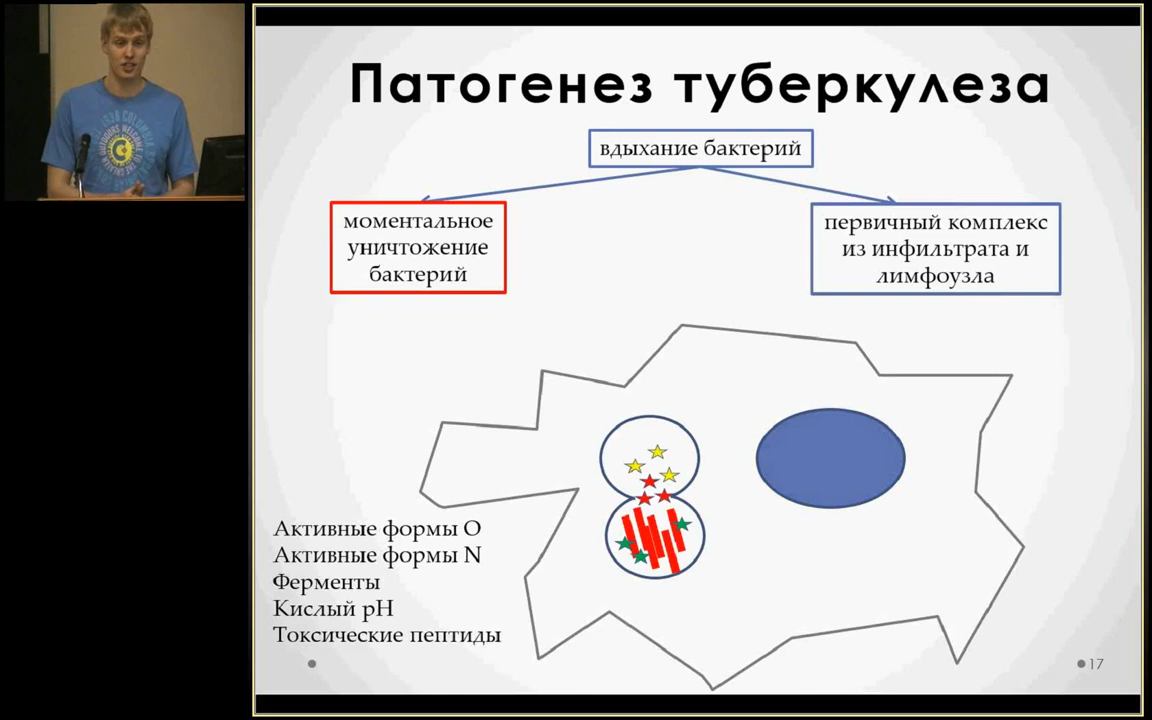 Патогенез туберкулеза
вдыхание бактерий
моментальное
уничтожение
бактерий
первичный комплекс
из инфильтрата и
лимфоузла
Активные формы O
Активные формы N
Ферменты
Кислый pH
Токсические пептиды
17